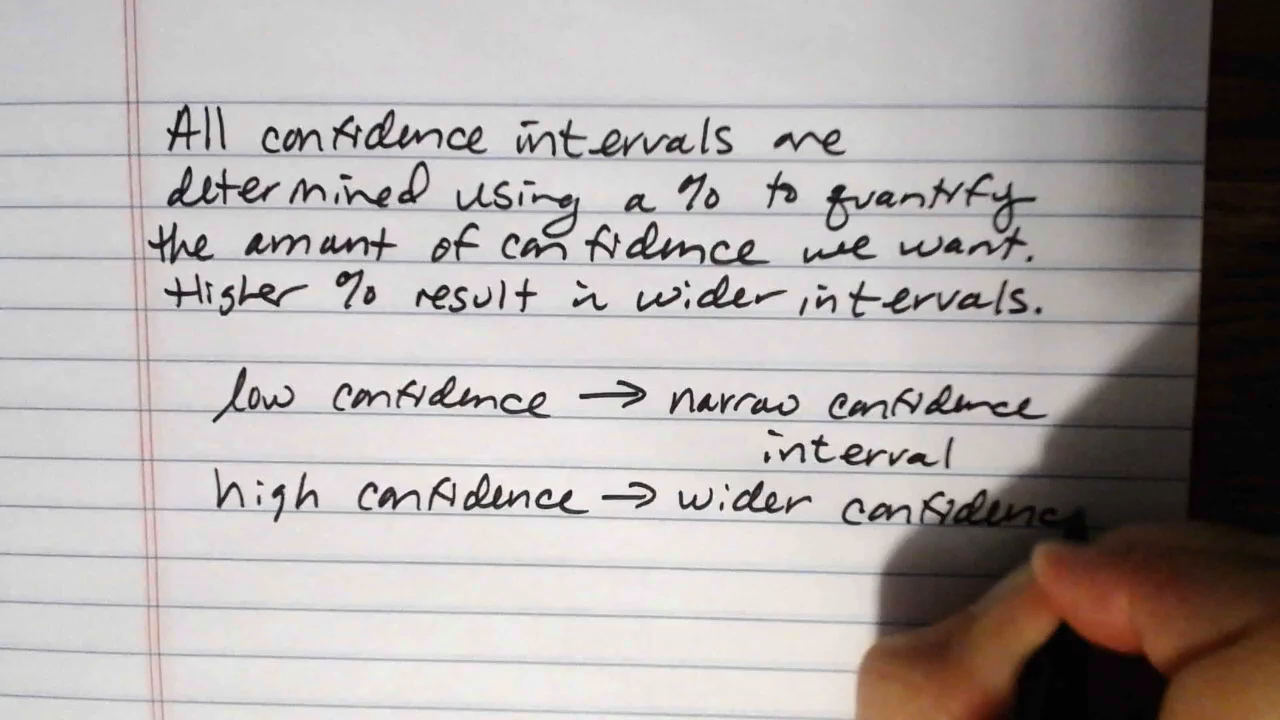 All confidence intervals are
determined using a % to quantify
the amount of confidence we want.
Higher % result in wider intervals.
low confidence → narrow confidence
interval
high confidence → wider confidenc